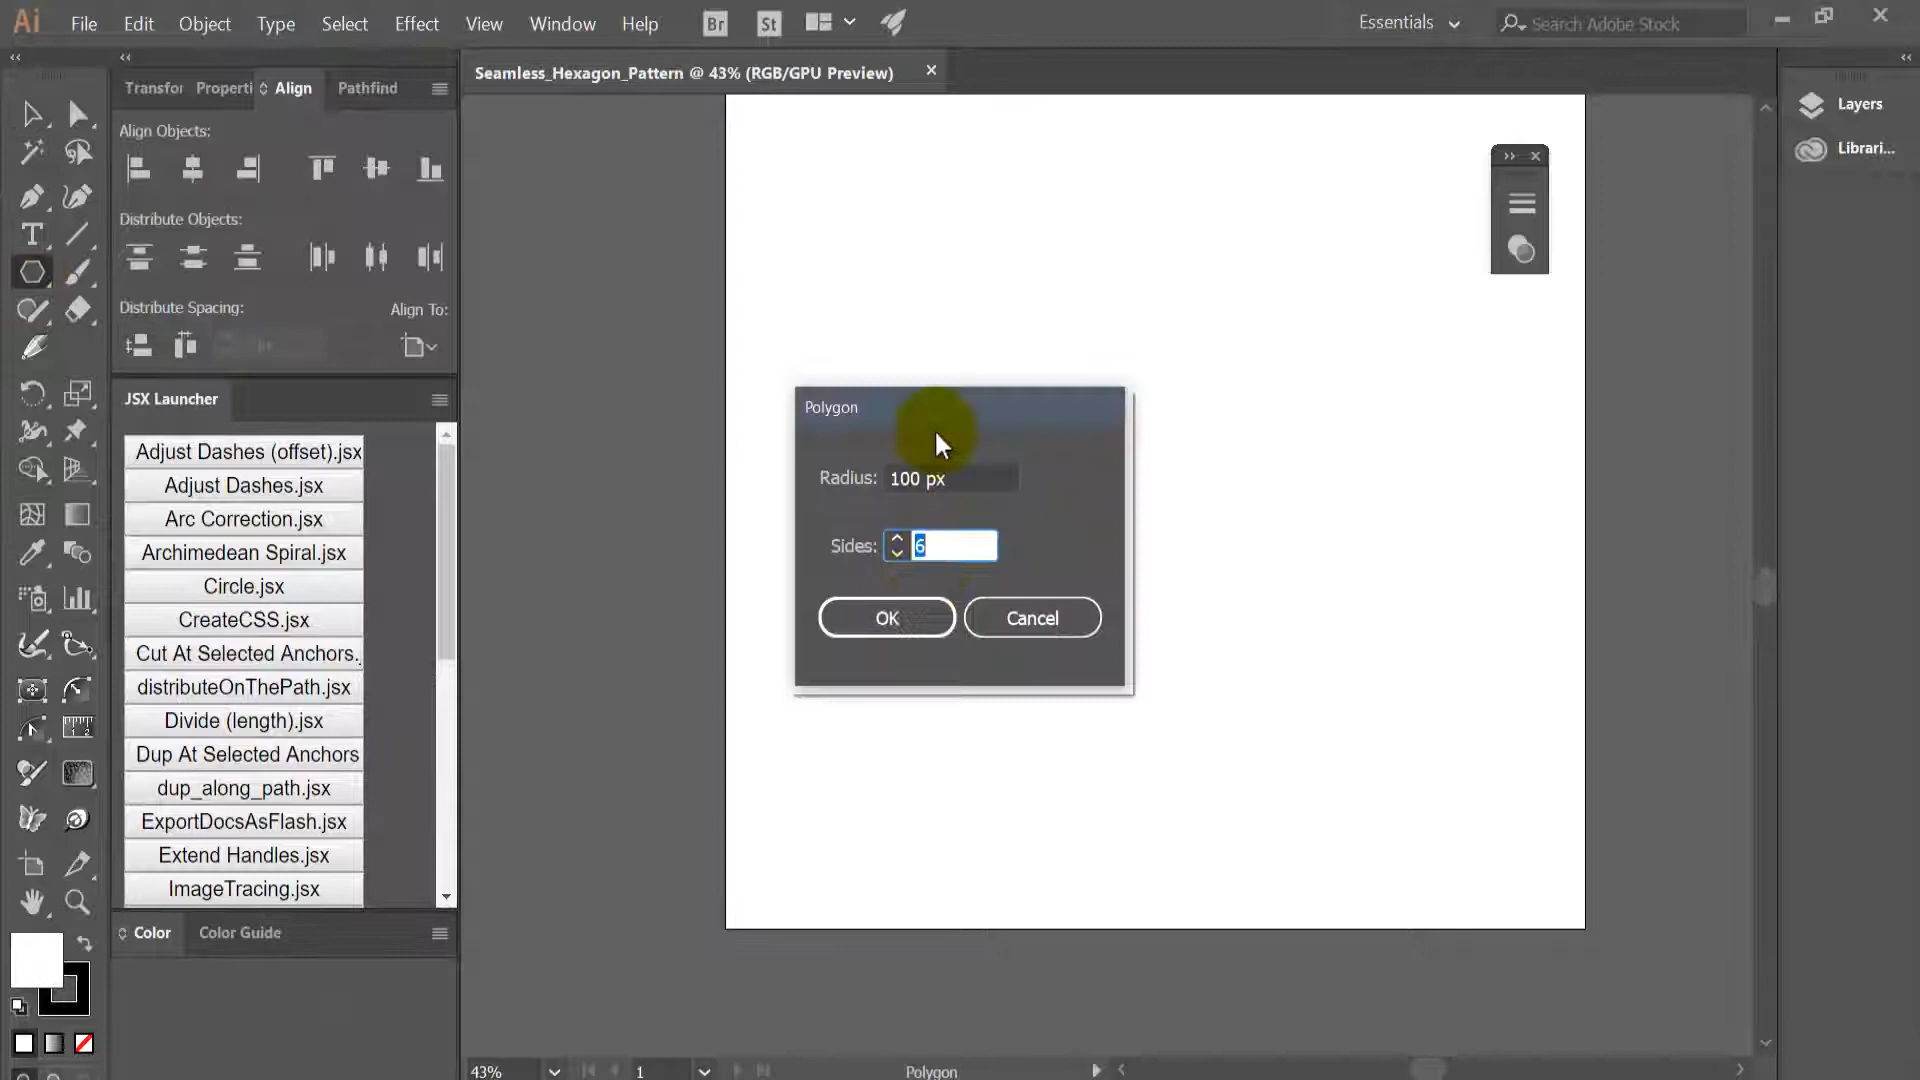 Ai File Edit Object Type Select Effect View Window Help Br St Essentials Search Adobe Stock
Seamless_Hexagon_Pattern @ 43% (RGB/GPU Preview)
Transfor Properti Align Pathfind
Align Objects:
Distribute Objects:
Distribute Spacing:
Align To:
JSX Launcher
Adjust Dashes (offset).jsx
Adjust Dashes.jsx
Arc Correction.jsx
Archimedean Spiral.jsx
Circle.jsx
CreateCSS.jsx
Cut At Selected Anchors.
distributeOnThePath.jsx
Divide (length).jsx
Dup At Selected Anchors
dup_along_path.jsx
ExportDocsAsFlash.jsx
Extend Handles.jsx
ImageTracing.jsx
Color Color Guide
Polygon
Radius: 100 px
Sides: 6
OK Cancel
Layers
Librari...
43% 1 Polygon